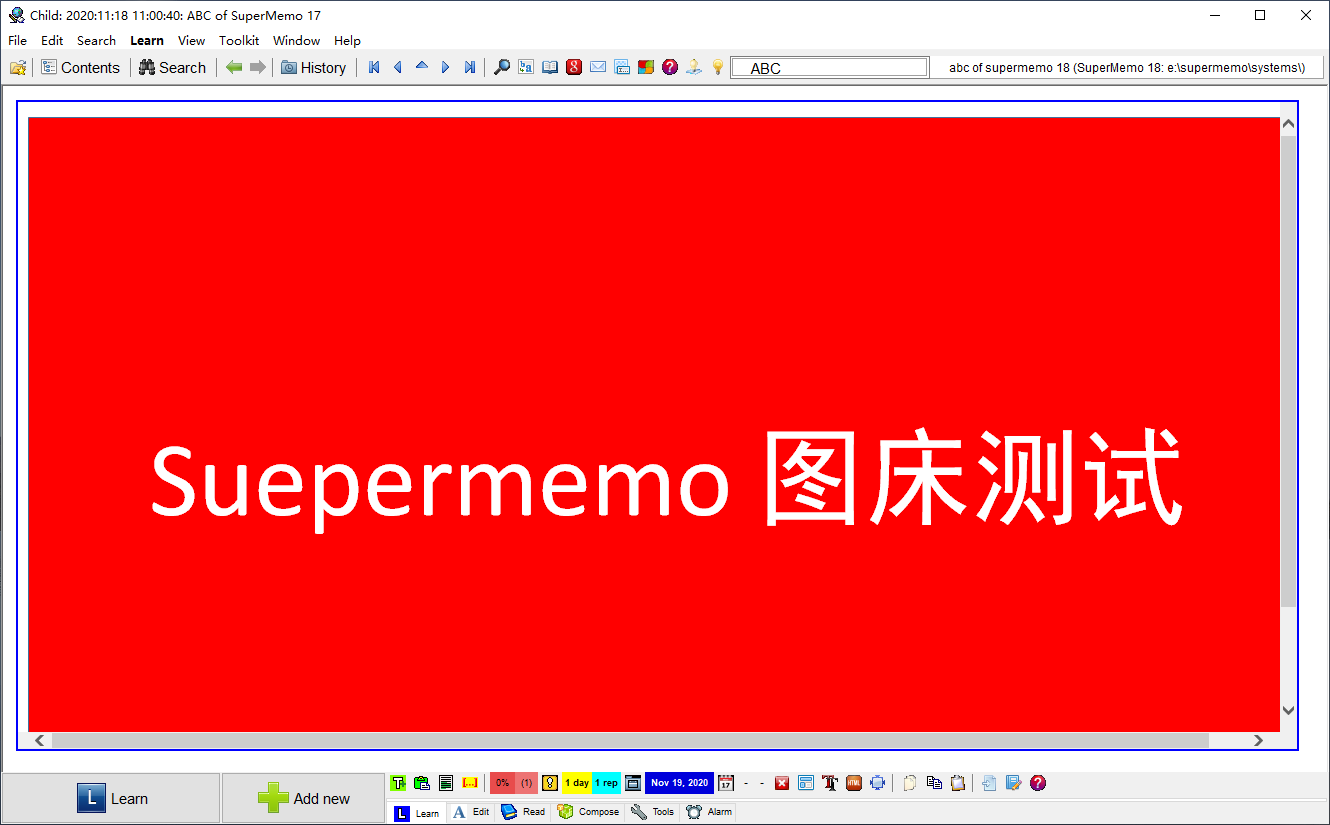 Child: 2020:11:18 11:00:40: ABC of SuperMemo 17
File Edit Search Learn View Toolkit Window Help
Contents Search History ABC abc of supermemo 18 (SuperMemo 18: e:\supermemo\systems\)
Suepermemo 图床测试
Learn Add new
0% (1) 1 day 1 rep Nov 19, 2020 17 - -
L Learn A Edit Read Compose Tools Alarm